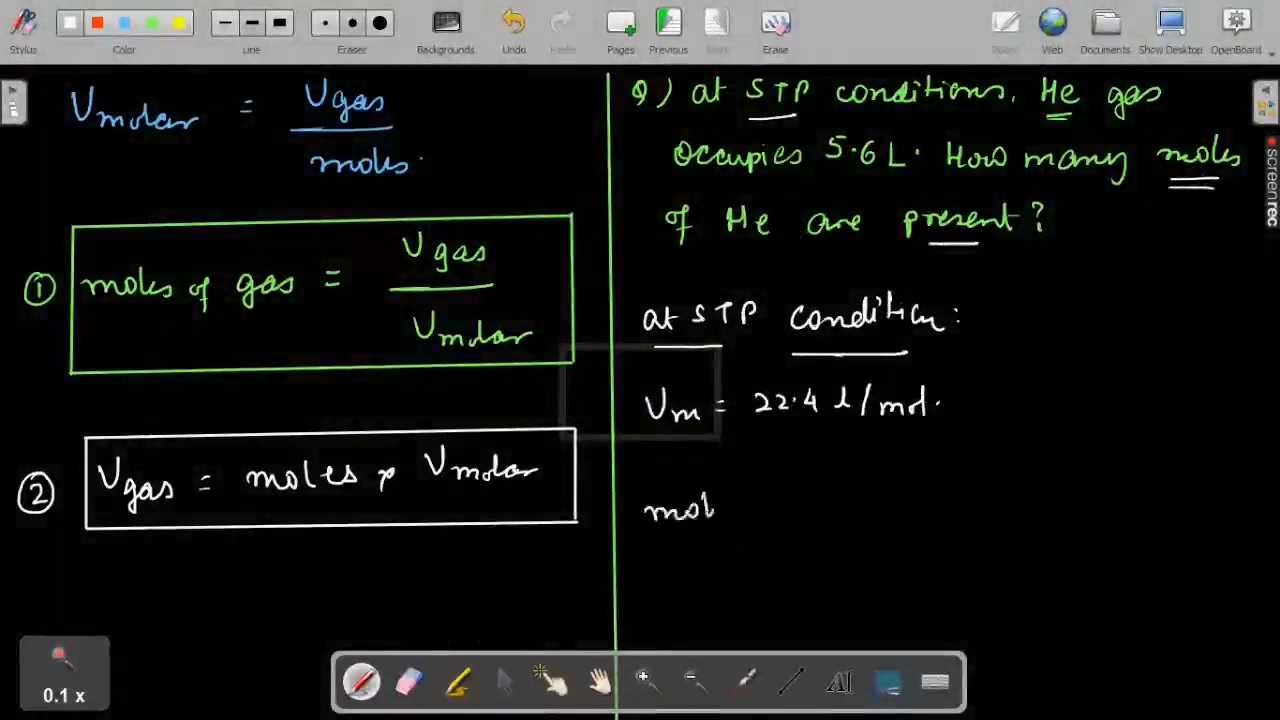 Stylus Color Line Eraser Backgrounds Undo Redo Pages Previous Next Erase Board Web Documents Show Desktop OpenBoard
Vmolar = Vgas
moles.
① moles of gas = Vgas
Vmolar
② Vgas = moles × Vmolar
Q) at STP conditions, He gas
Occupies 5.6 L. How many moles
of He are present?
at STP condition:
Vm = 22.4 l/mol.
mol
0.1 x
screenrec